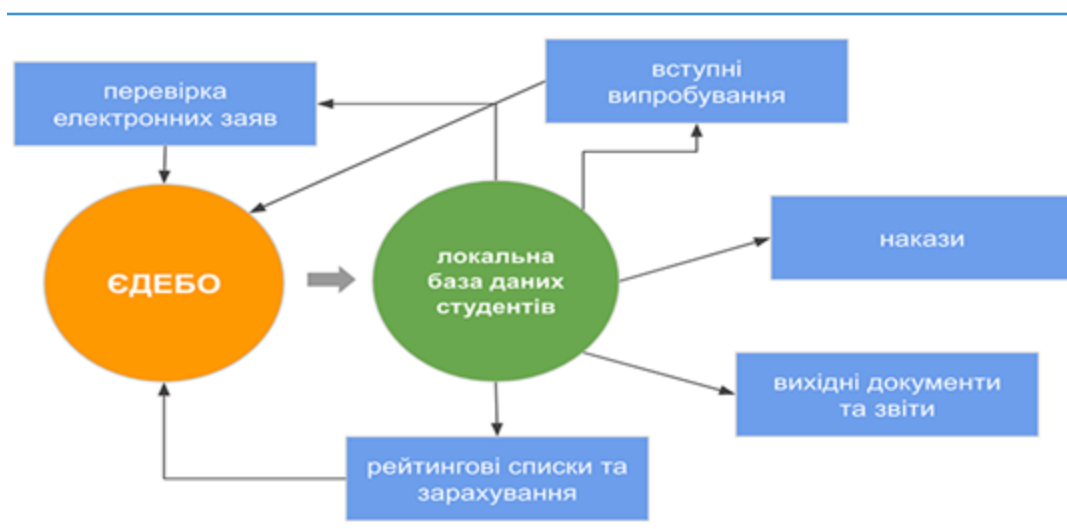 перевірка
електронних заяв
вступні
випробування
ЄДЕБО
локальна
база даних
студентів
накази
вихідні документи
та звіти
рейтингові списки та
зарахування